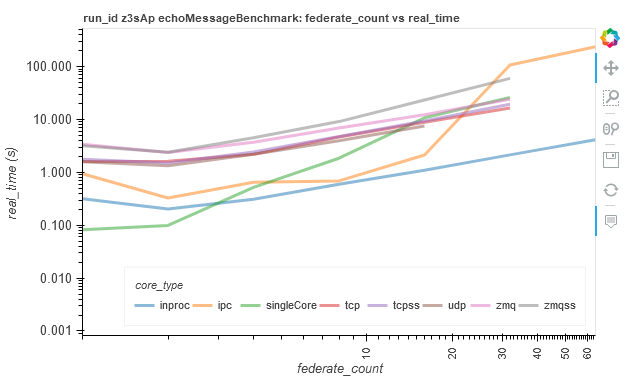 run_id z3sAp echoMessageBenchmark: federate_count vs real_time
100.000
10.000
1.000
0.100
0.010
0.001
real_time (s)
core_type
inproc ipc singleCore tcp tcpss udp zmq zmqss
10 20 30 40 50 60
federate_count